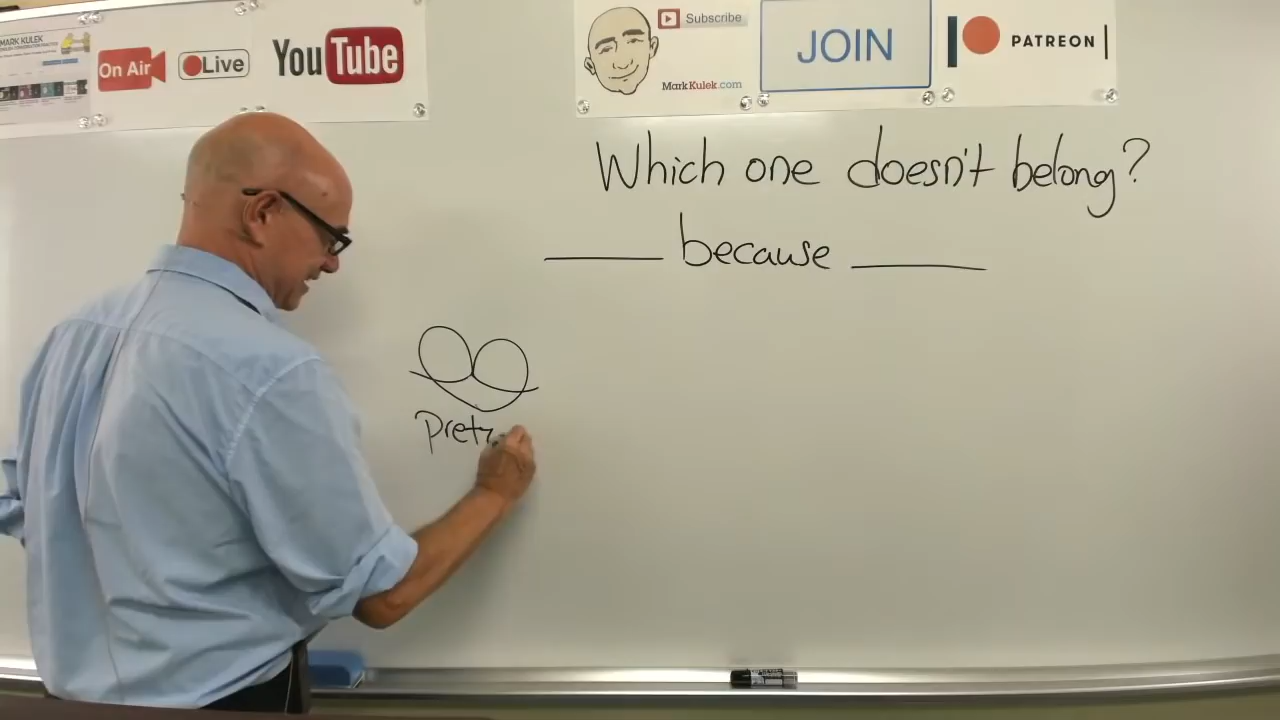 MARK KULEK
On Air
Live
YouTube
Subscribe
MarkKulek.com
JOIN
PATREON
Which one doesn't belong?
because
pretz